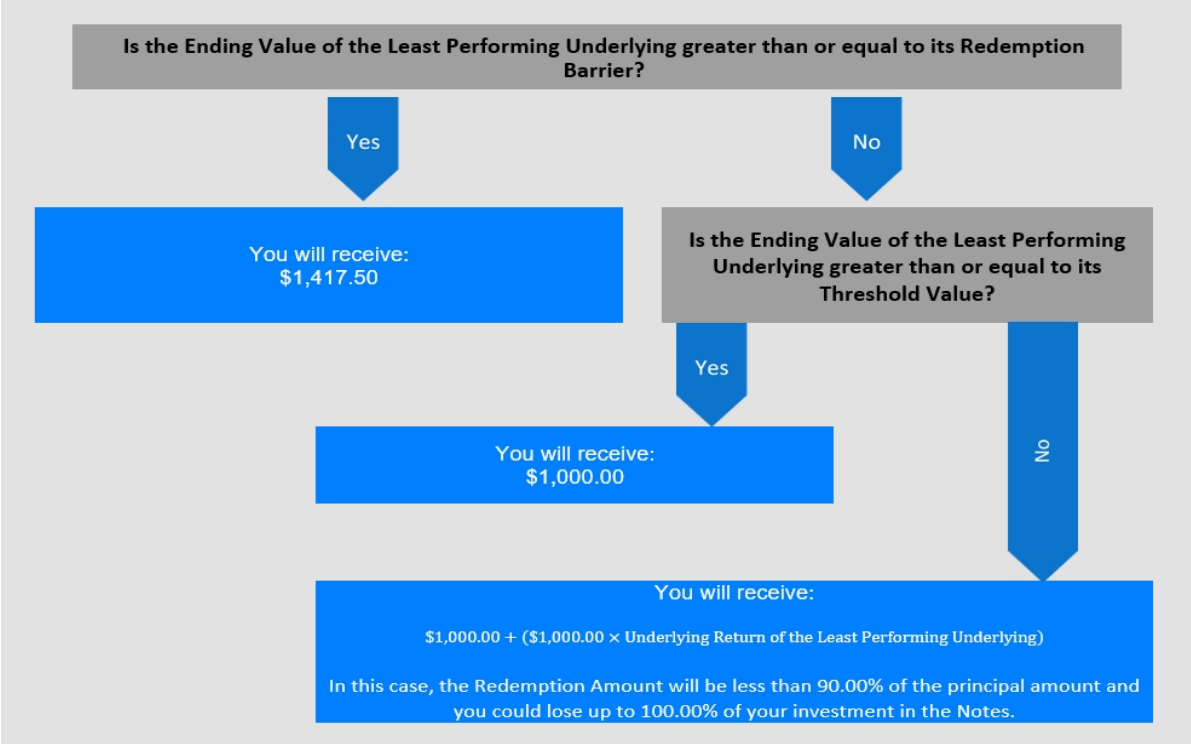 Is the Ending Value of the Least Performing Underlying greater than or equal to its Redemption
Barrier?
Yes
No
You will receive:
$1,417.50
Is the Ending Value of the Least Performing
Underlying greater than or equal to its
Threshold Value?
Yes
No
You will receive:
$1,000.00
You will receive:
$1,000.00 + ($1,000.00 × Underlying Return of the Least Performing Underlying)
In this case, the Redemption Amount will be less than 90.00% of the principal amount and
you could lose up to 100.00% of your investment in the Notes.